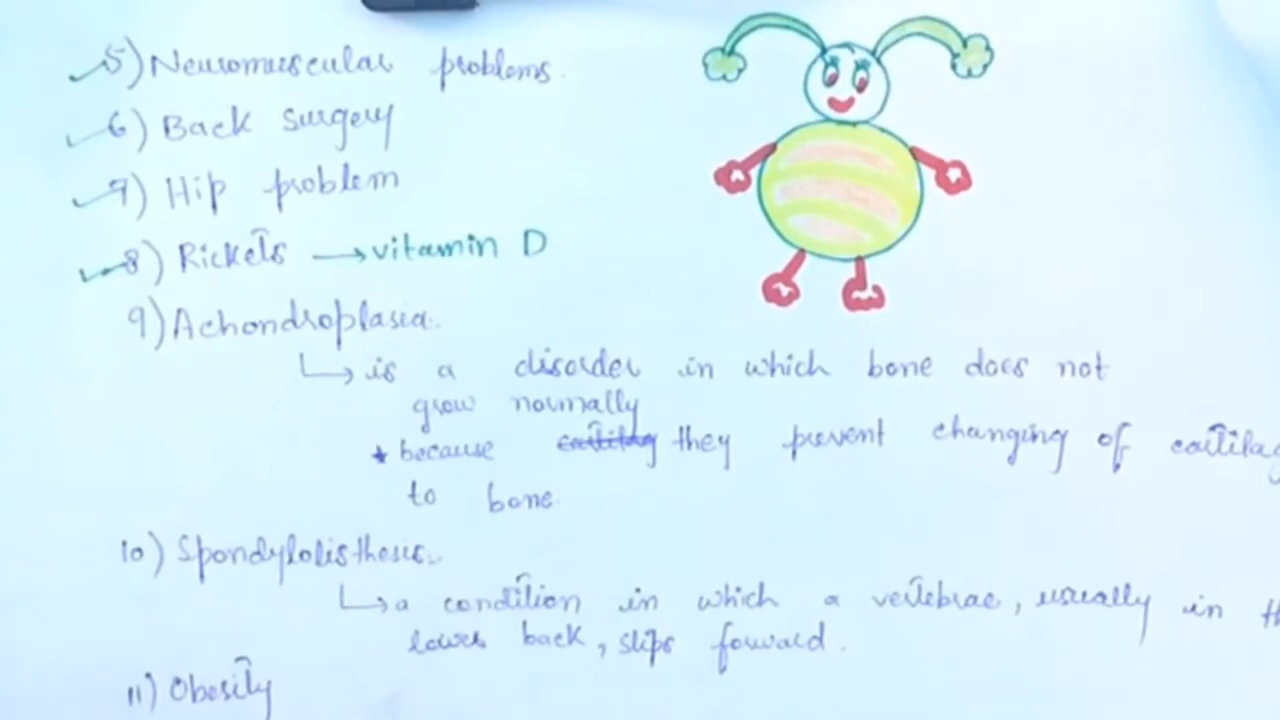 5) Neuromuscular problems.
6) Back surgery
7) Hip problem
8) Rickets → vitamin D
9) Achondroplasia.
↳ is a disorder in which bone does not
grow normally
* because they prevent changing of cartilag
to bone.
10) Spondylolisthesis.
↳ a condition in which a vertebrae, usually in th
lower back, slips forward.
11) Obesity